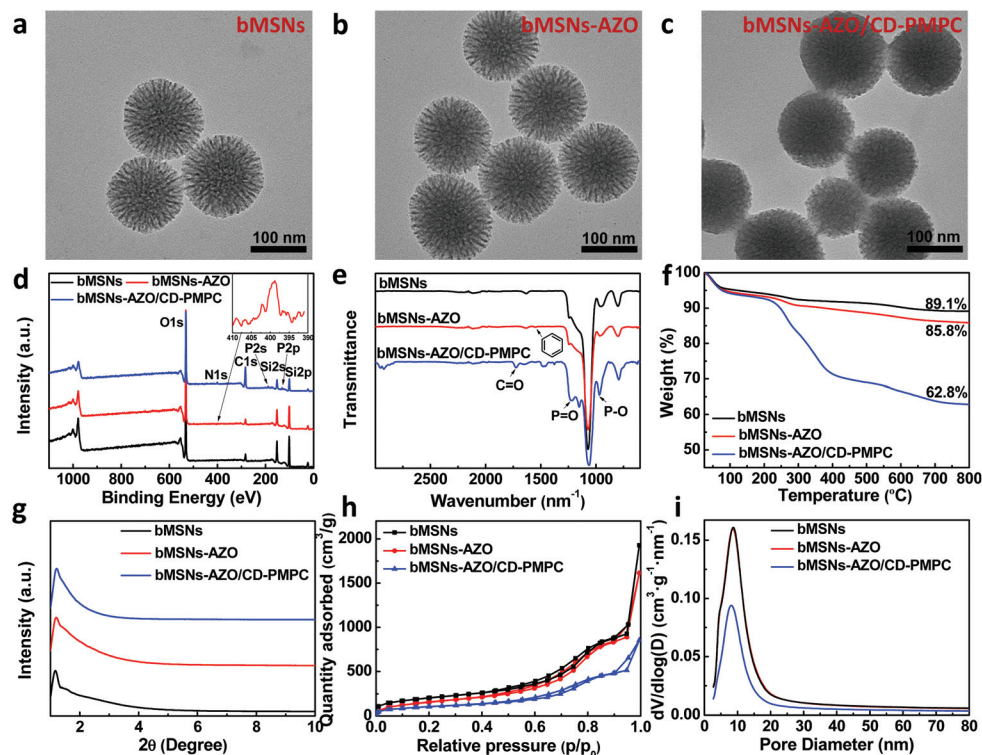 a
bMSNs
100 nm
b
bMSNs-AZO
100 nm
c
bMSNs-AZO/CD-PMPC
100 nm
d
bMSNs
bMSNs-AZO
bMSNs-AZO/CD-PMPC
410 405 400 395 390
O1s
N1s
C1s
P2s
Si2s
P2p
Si2p
Intensity (a.u.)
1000 800 600 400 200 0
Binding Energy (eV)
e
bMSNs
bMSNs-AZO
bMSNs-AZO/CD-PMPC
C=O
P=O
P-O
Transmittance
3000 2500 2000 1500 1000
Wavenumber (nm⁻¹)
f
100
90
80
70
60
50
40
Weight (%)
89.1%
85.8%
62.8%
bMSNs
bMSNs-AZO
bMSNs-AZO/CD-PMPC
100 200 300 400 500 600 700 800
Temperature (°C)
g
bMSNs
bMSNs-AZO
bMSNs-AZO/CD-PMPC
Intensity (a.u.)
2 4 6 8 10
2θ (Degree)
h
bMSNs
bMSNs-AZO
bMSNs-AZO/CD-PMPC
2000
1750
1500
1250
1000
750
500
250
0
Quantity adsorbed (cm³/g)
0.0 0.2 0.4 0.6 0.8 1.0
Relative pressure (p/p₀)
i
bMSNs
bMSNs-AZO
bMSNs-AZO/CD-PMPC
0.15
0.10
0.05
0.00
dV/dlog(D) (cm³·g⁻¹·nm⁻¹)
0 10 20 30 40 50 60 70 80
Pore Diameter (nm)